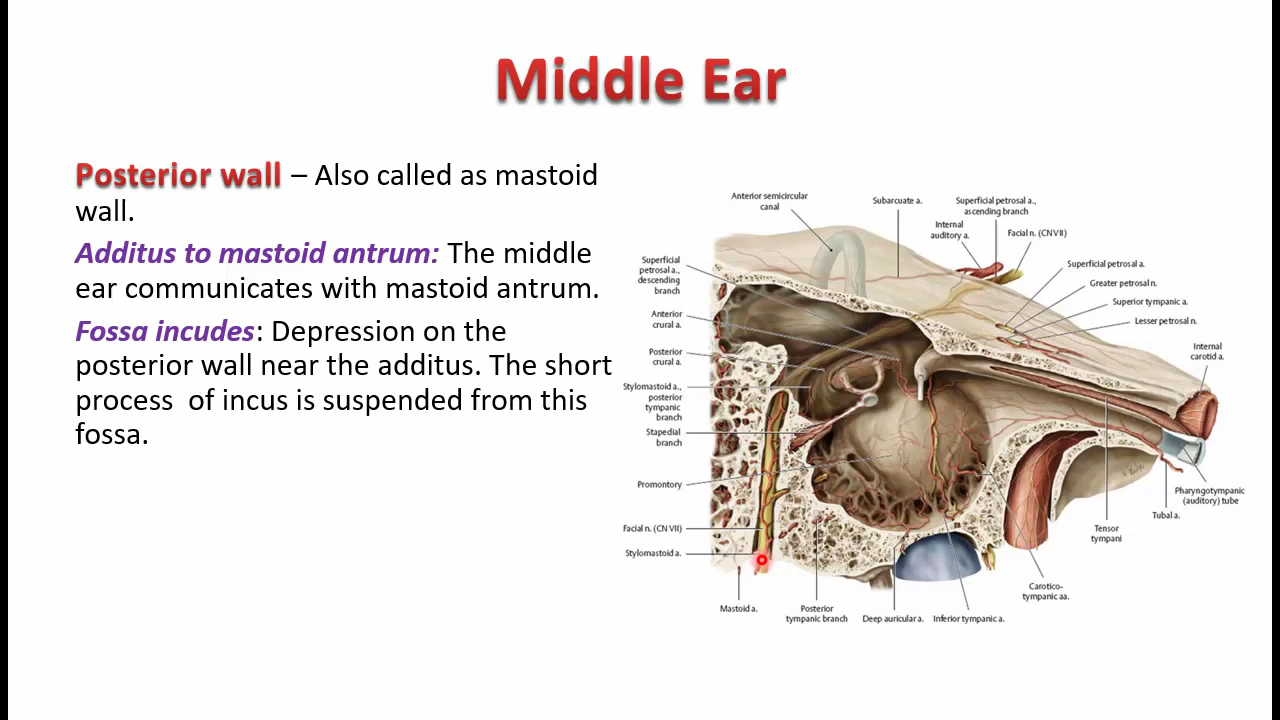 Middle Ear
Posterior wall – Also called as mastoid
wall.
Additus to mastoid antrum: The middle
ear communicates with mastoid antrum.
Fossa incudes: Depression on the
posterior wall near the additus. The short
process of incus is suspended from this
fossa.
Anterior semicircular
canal
Subarcuate a.
Superficial petrosal a.,
ascending branch
Internal
auditory a.
Facial n. (CN VII)
Superficial petrosal a.
Greater petrosal n.
Superior tympanic a.
Lesser petrosal n.
Internal
carotid a.
Superficial
petrosal a.,
descending
branch
Anterior
crural a.
Posterior
crural a.
Stylomastoid a.,
posterior
tympanic
branch
Stapedial
branch
Promontory
Facial n. (CN VII)
Stylomastoid a.
Mastoid a.
Posterior
tympanic branch
Deep auricular a.
Inferior tympanic a.
Carotico-
tympanic aa.
Tensor
tympani
Tubal a.
Pharyngotympanic
(auditory) tube